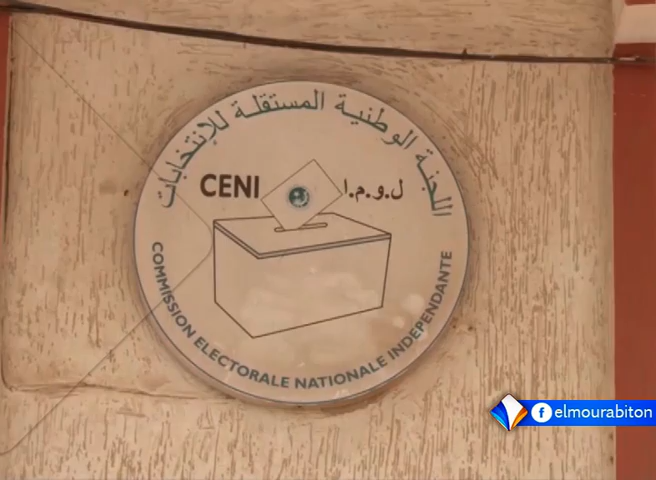 اللجنة الوطنية المستقلة للإنتخابات
CENI
ل.و.م.ا
COMMISSION ELECTORALE NATIONALE INDEPENDANTE
elmourabiton